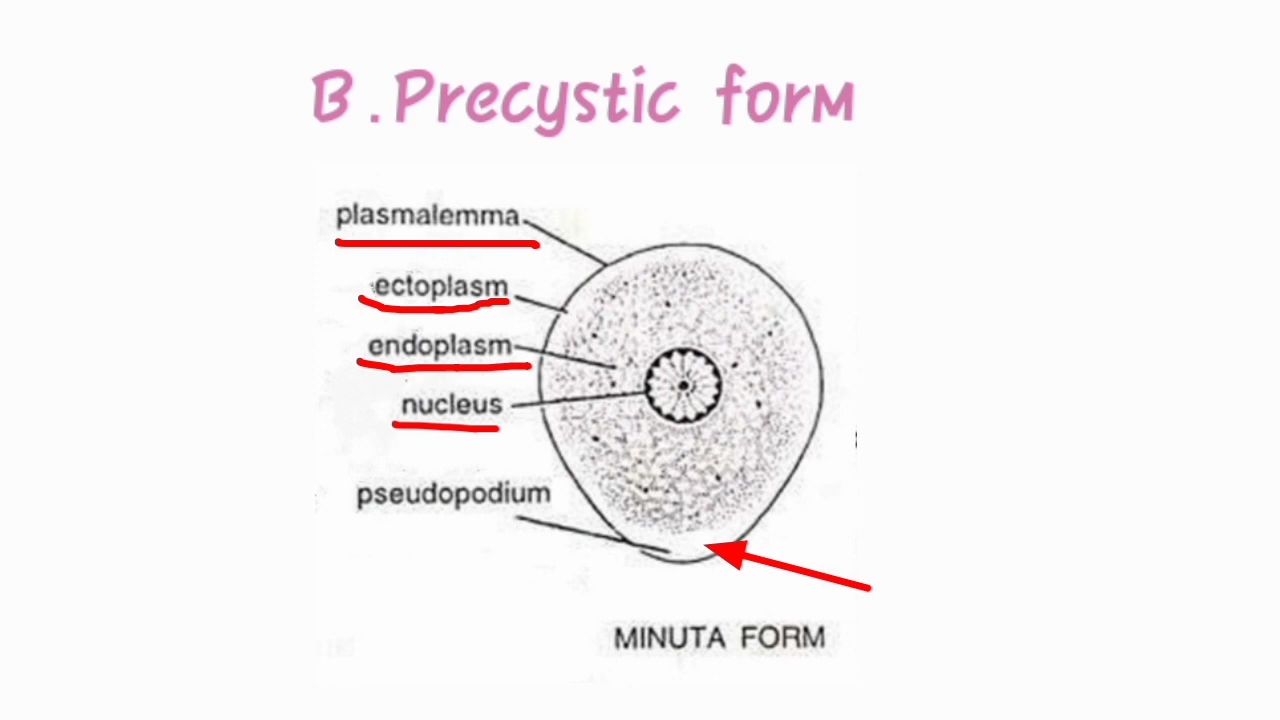 B. Precystic form
plasmalemma
ectoplasm
endoplasm
nucleus
pseudopodium
MINUTA FORM